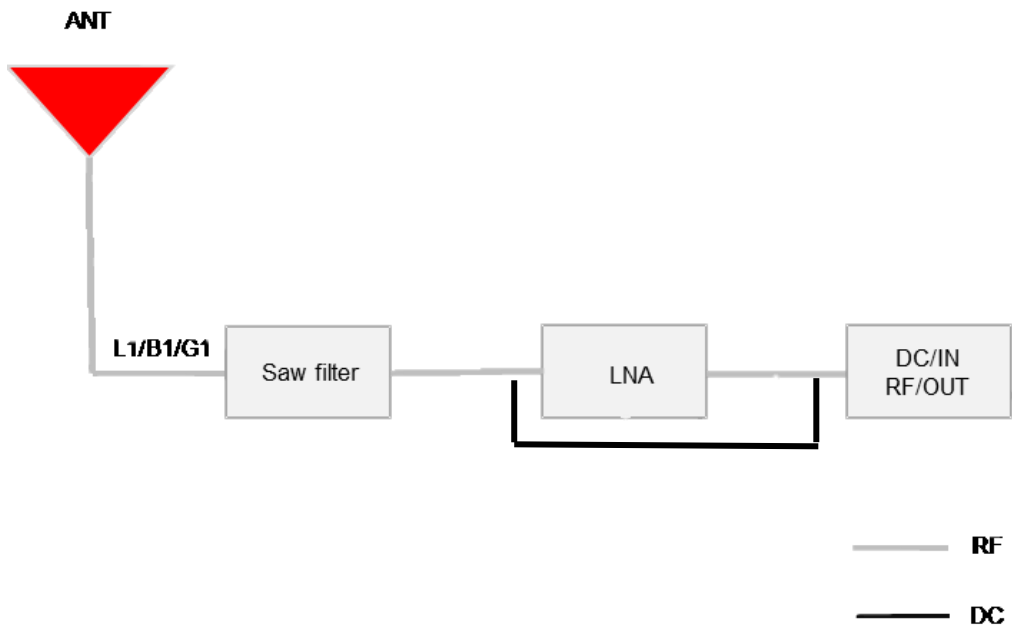 ANT
L1/B1/G1
Saw filter
LNA
DC/IN
RF/OUT
RF
DC